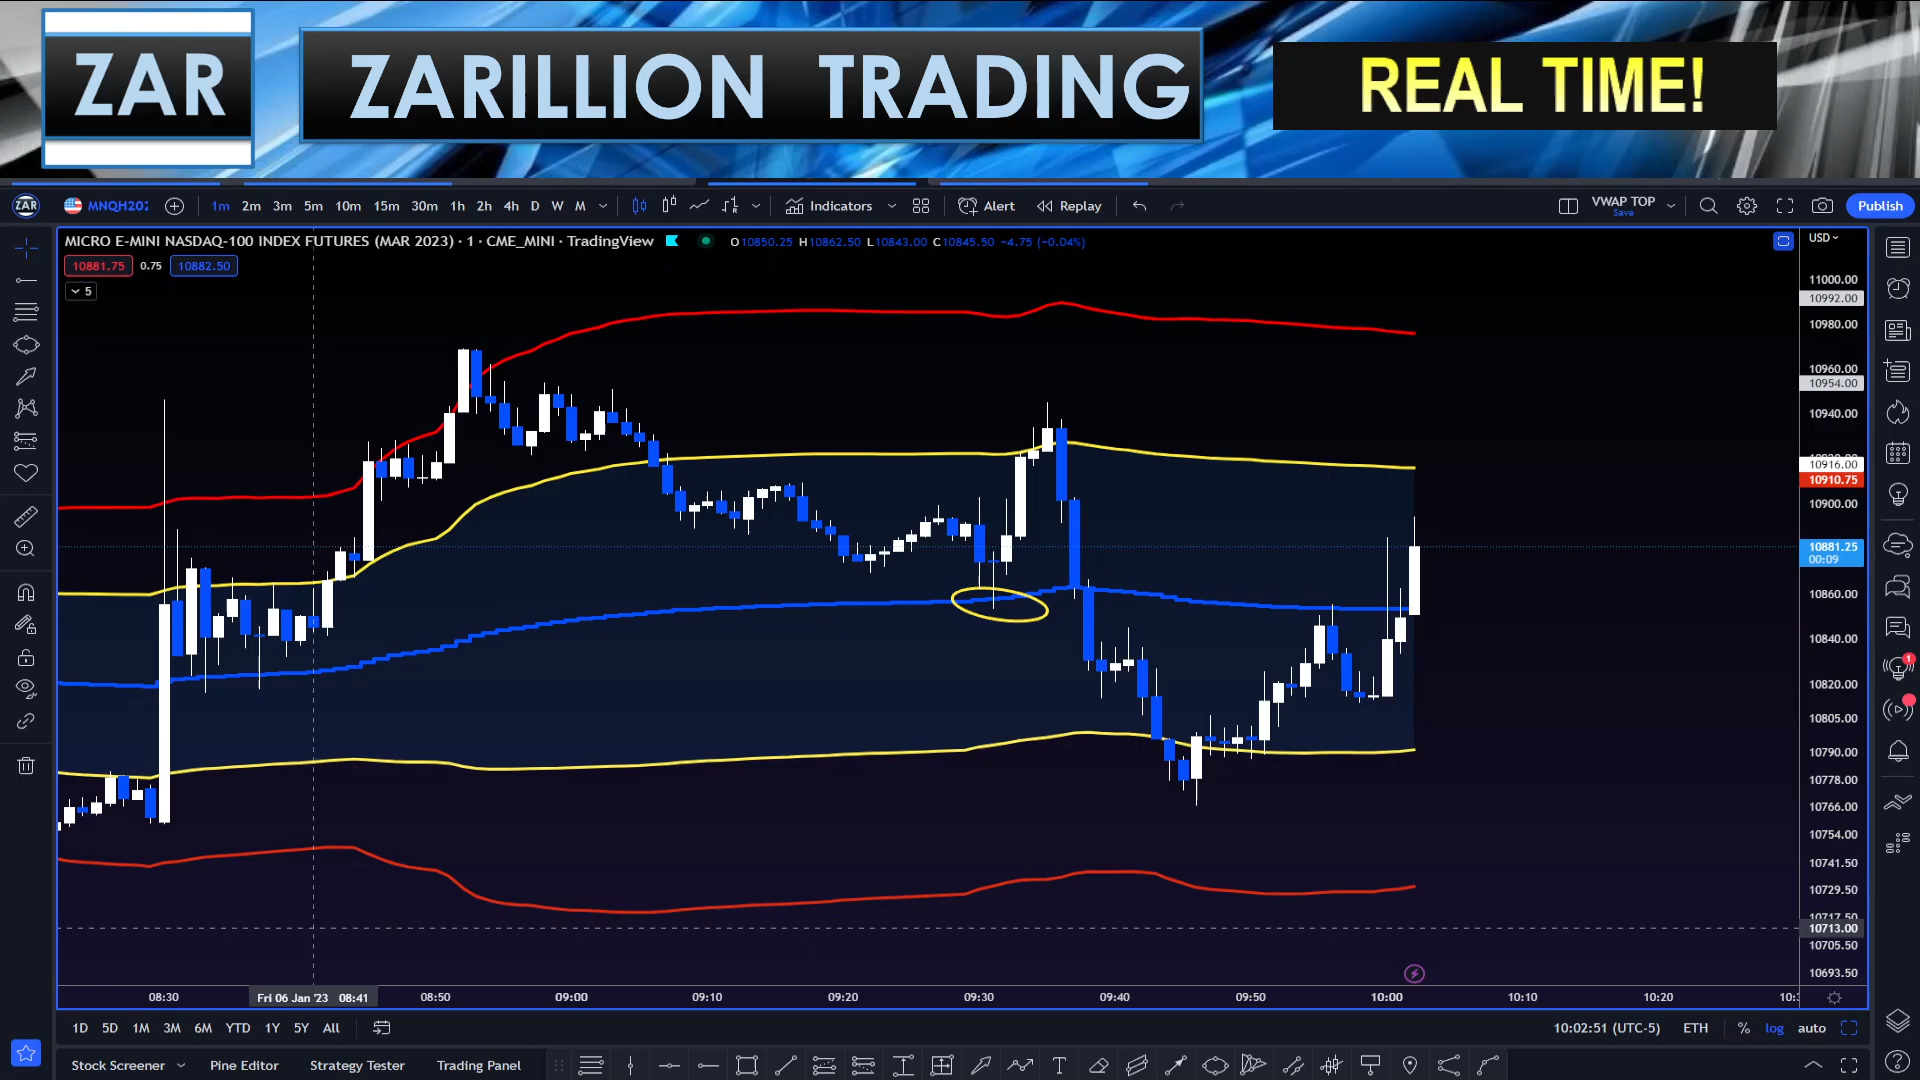 ZAR
ZARILLION TRADING
REAL TIME!
ZAR
MNQH202
1m 2m 3m 5m 10m 15m 30m 1h 2h 4h D W M
Indicators
Alert
Replay
VWAP TOP
Save
Publish
MICRO E-MINI NASDAQ-100 INDEX FUTURES (MAR 2023) · 1 · CME_MINI · TradingView
O10850.25 H10862.50 L10843.00 C10845.50 −4.75 (−0.04%)
USD
10881.75 0.75 10882.50
5
11000.00
10992.00
10980.00
10960.00
10954.00
10940.00
10916.00
10910.75
10900.00
10881.25
00:09
10860.00
10840.00
10820.00
10805.00
10790.00
10778.00
10766.00
10754.00
10741.50
10729.50
10717.50
10713.00
10705.50
10693.50
1
08:30
Fri 06 Jan '23 08:41
08:50 09:00 09:10 09:20 09:30 09:40 09:50 10:00 10:10 10:20
1D 5D 1M 3M 6M YTD 1Y 5Y All
10:02:51 (UTC-5) ETH % log auto
Stock Screener Pine Editor Strategy Tester Trading Panel